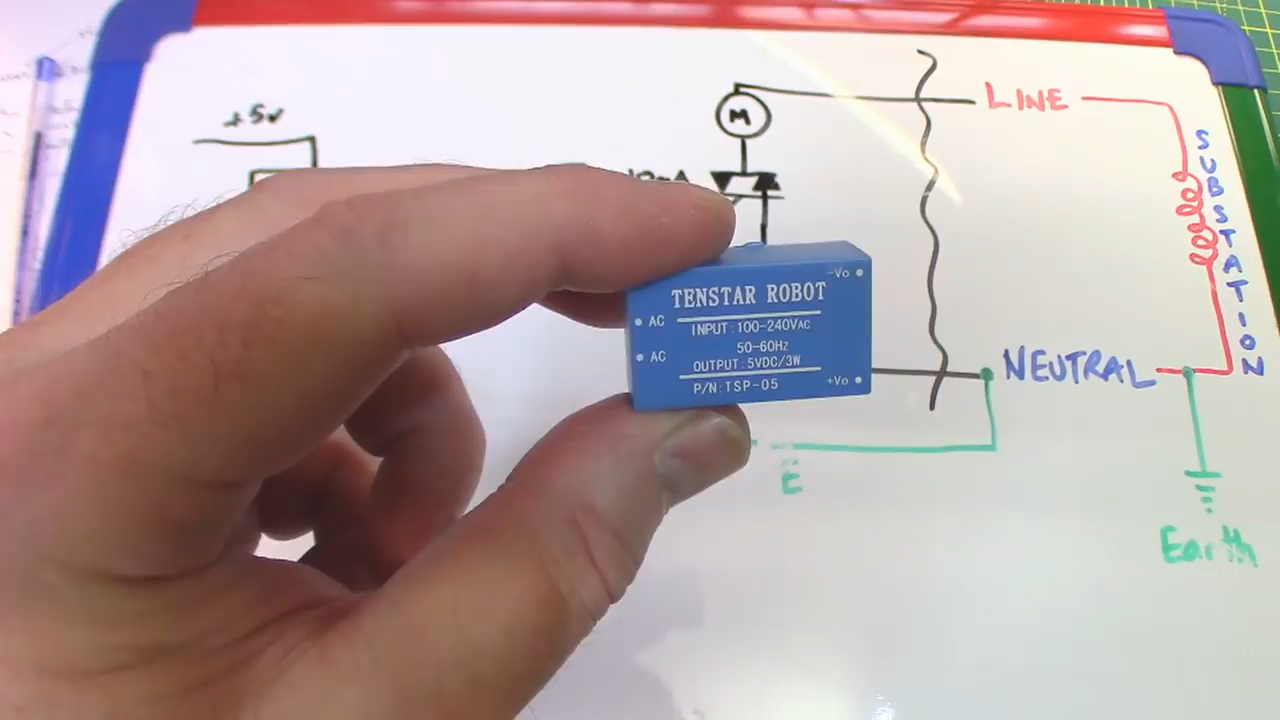 +5v
M
LINE
SUBSTATION
-Vo
TENSTAR ROBOT
AC
INPUT:100-240VAC
50-60Hz
AC
OUTPUT:5VDC/3W
P/N:TSP-05
+Vo
NEUTRAL
E
Earth